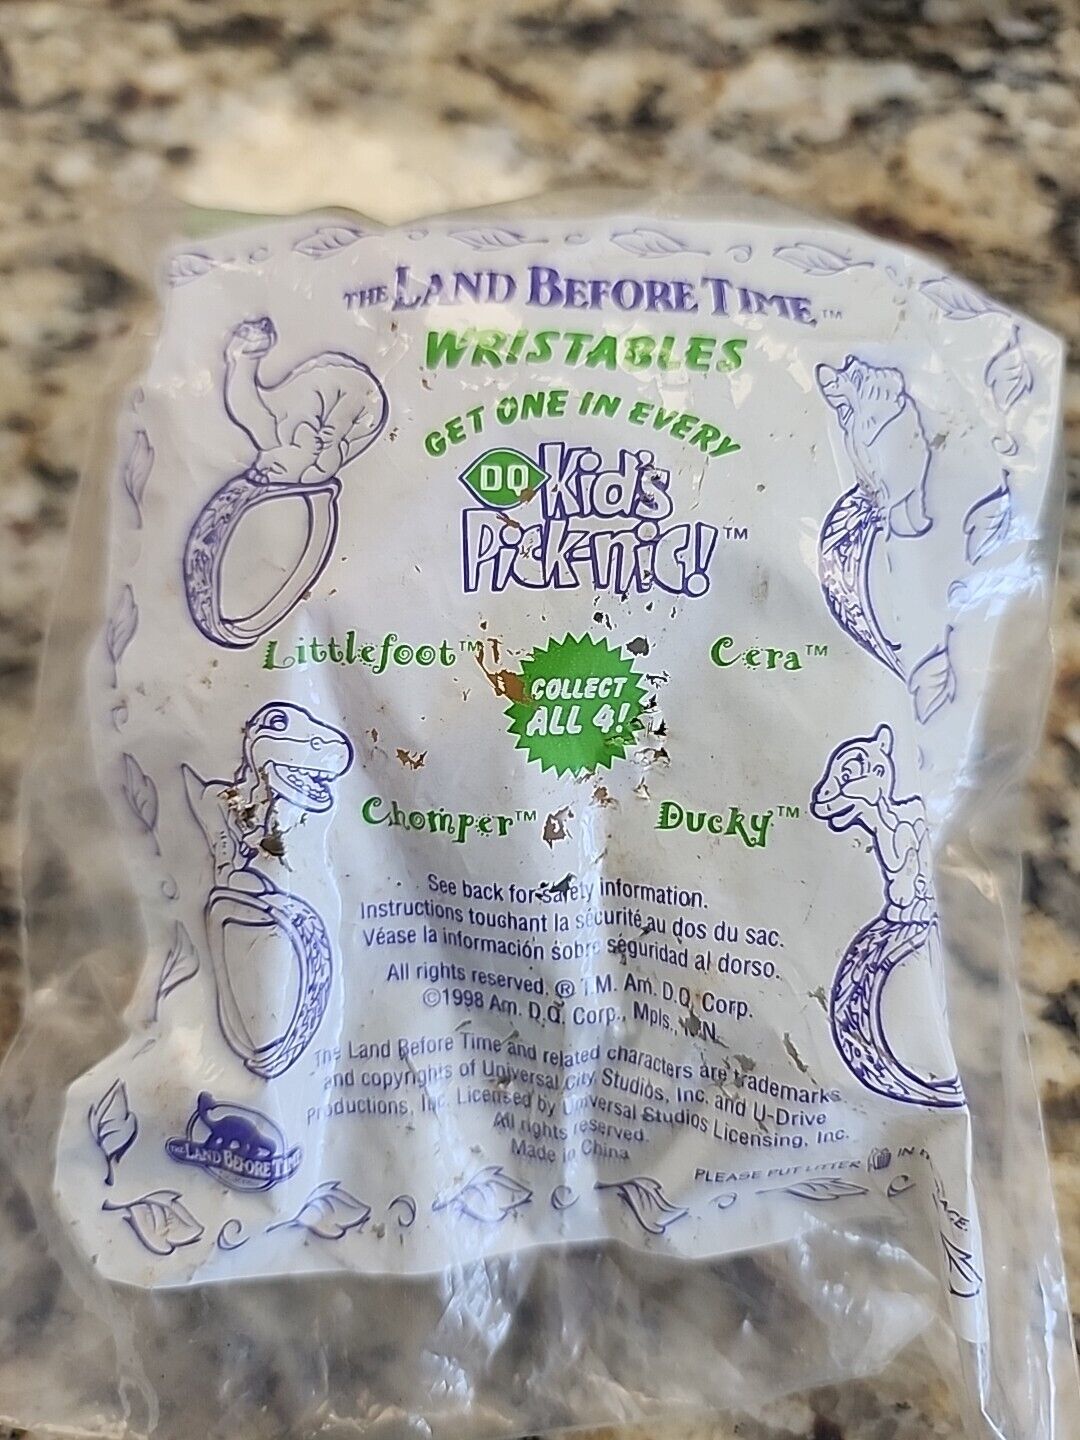 THE LAND BEFORE TIME™
WRISTABLES
GET ONE IN EVERY
DQ Kid's
Pick-nic!™
Littlefoot™
Cera™
COLLECT
ALL 4!
Chomper™
Ducky™
See back for safety information.
Instructions touchant la sécurité au dos du sac.
Véase la información sobre seguridad al dorso.
All rights reserved. ® T.M. Am. D.Q. Corp.
©1998 Am. D.Q. Corp., Mpls., MN.
The Land Before Time and related characters are trademarks
and copyrights of Universal City Studios, Inc. and U-Drive
Productions, Inc. Licensed by Universal Studios Licensing, Inc.
All rights reserved.
Made in China
THE LAND BEFORE TIME
PLEASE PUT LITTER IN